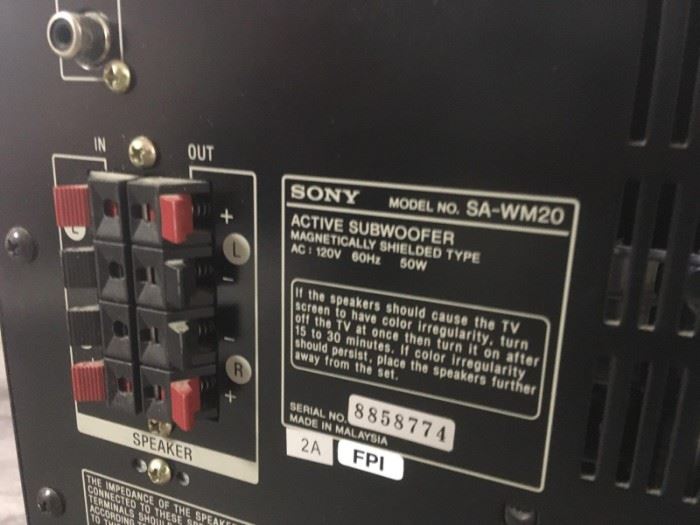 IN
OUT
+
L
L
-
-
R
+
SPEAKER
SONY MODEL NO. SA-WM20
ACTIVE SUBWOOFER
MAGNETICALLY SHIELDED TYPE
AC: 120V 60Hz 50W
If the speakers should cause the TV
screen to have color irregularity, turn
off the TV at once then turn it on after
15 to 30 minutes. If color irregularity
should persist, place the speakers further
away from the set.
SERIAL NO. 8858774
MADE IN MALAYSIA
2A FPI
THE IMPEDANCE OF THE
CONNECTED TO THESE
TERMINALS
ACCORDING
TO